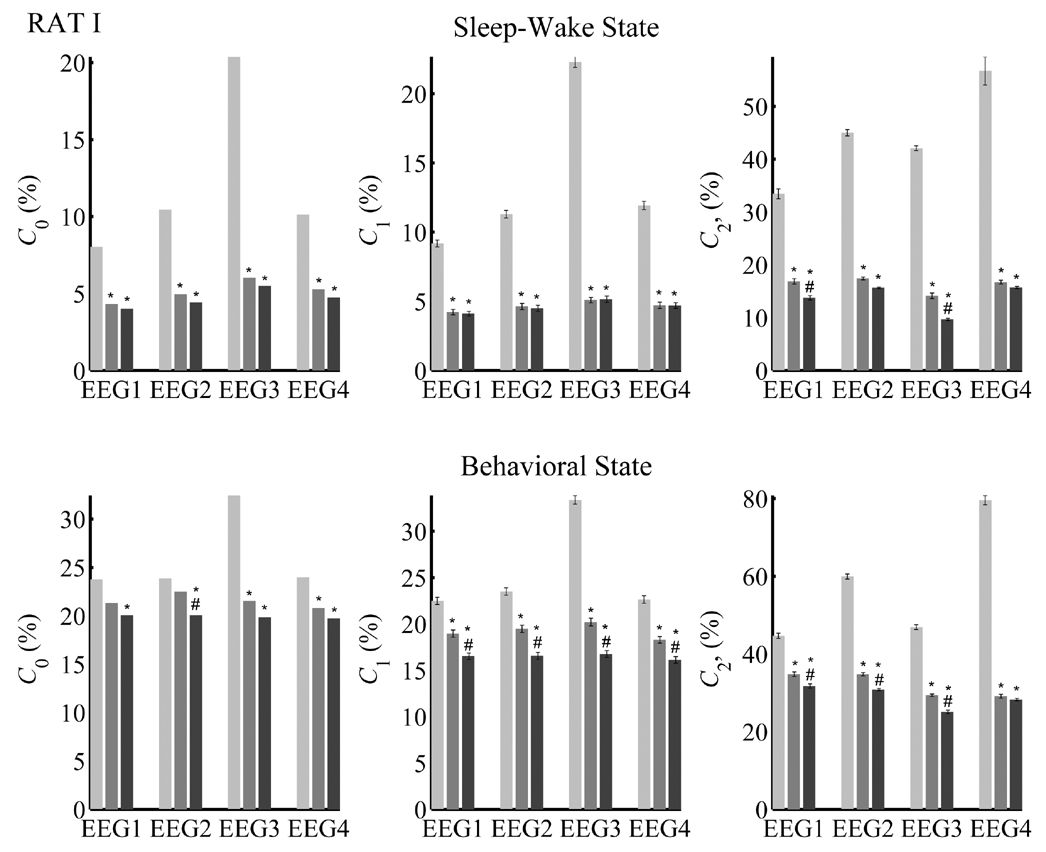 RAT I
Sleep-Wake State
C0 (%)
20
15
10
5
0
* * * * * * * *
EEG1 EEG2 EEG3 EEG4
C1 (%)
20
15
10
5
0
* * * * * * * *
EEG1 EEG2 EEG3 EEG4
C2, (%)
50
40
30
20
10
0
* * * * * * * *
# #
EEG1 EEG2 EEG3 EEG4
Behavioral State
C0 (%)
30
25
20
15
10
5
0
* * * * * *
#
EEG1 EEG2 EEG3 EEG4
C1 (%)
30
25
20
15
10
5
0
* * * * * * * *
# # # #
EEG1 EEG2 EEG3 EEG4
C2, (%)
80
60
40
20
0
* * * * * * * *
# # #
EEG1 EEG2 EEG3 EEG4